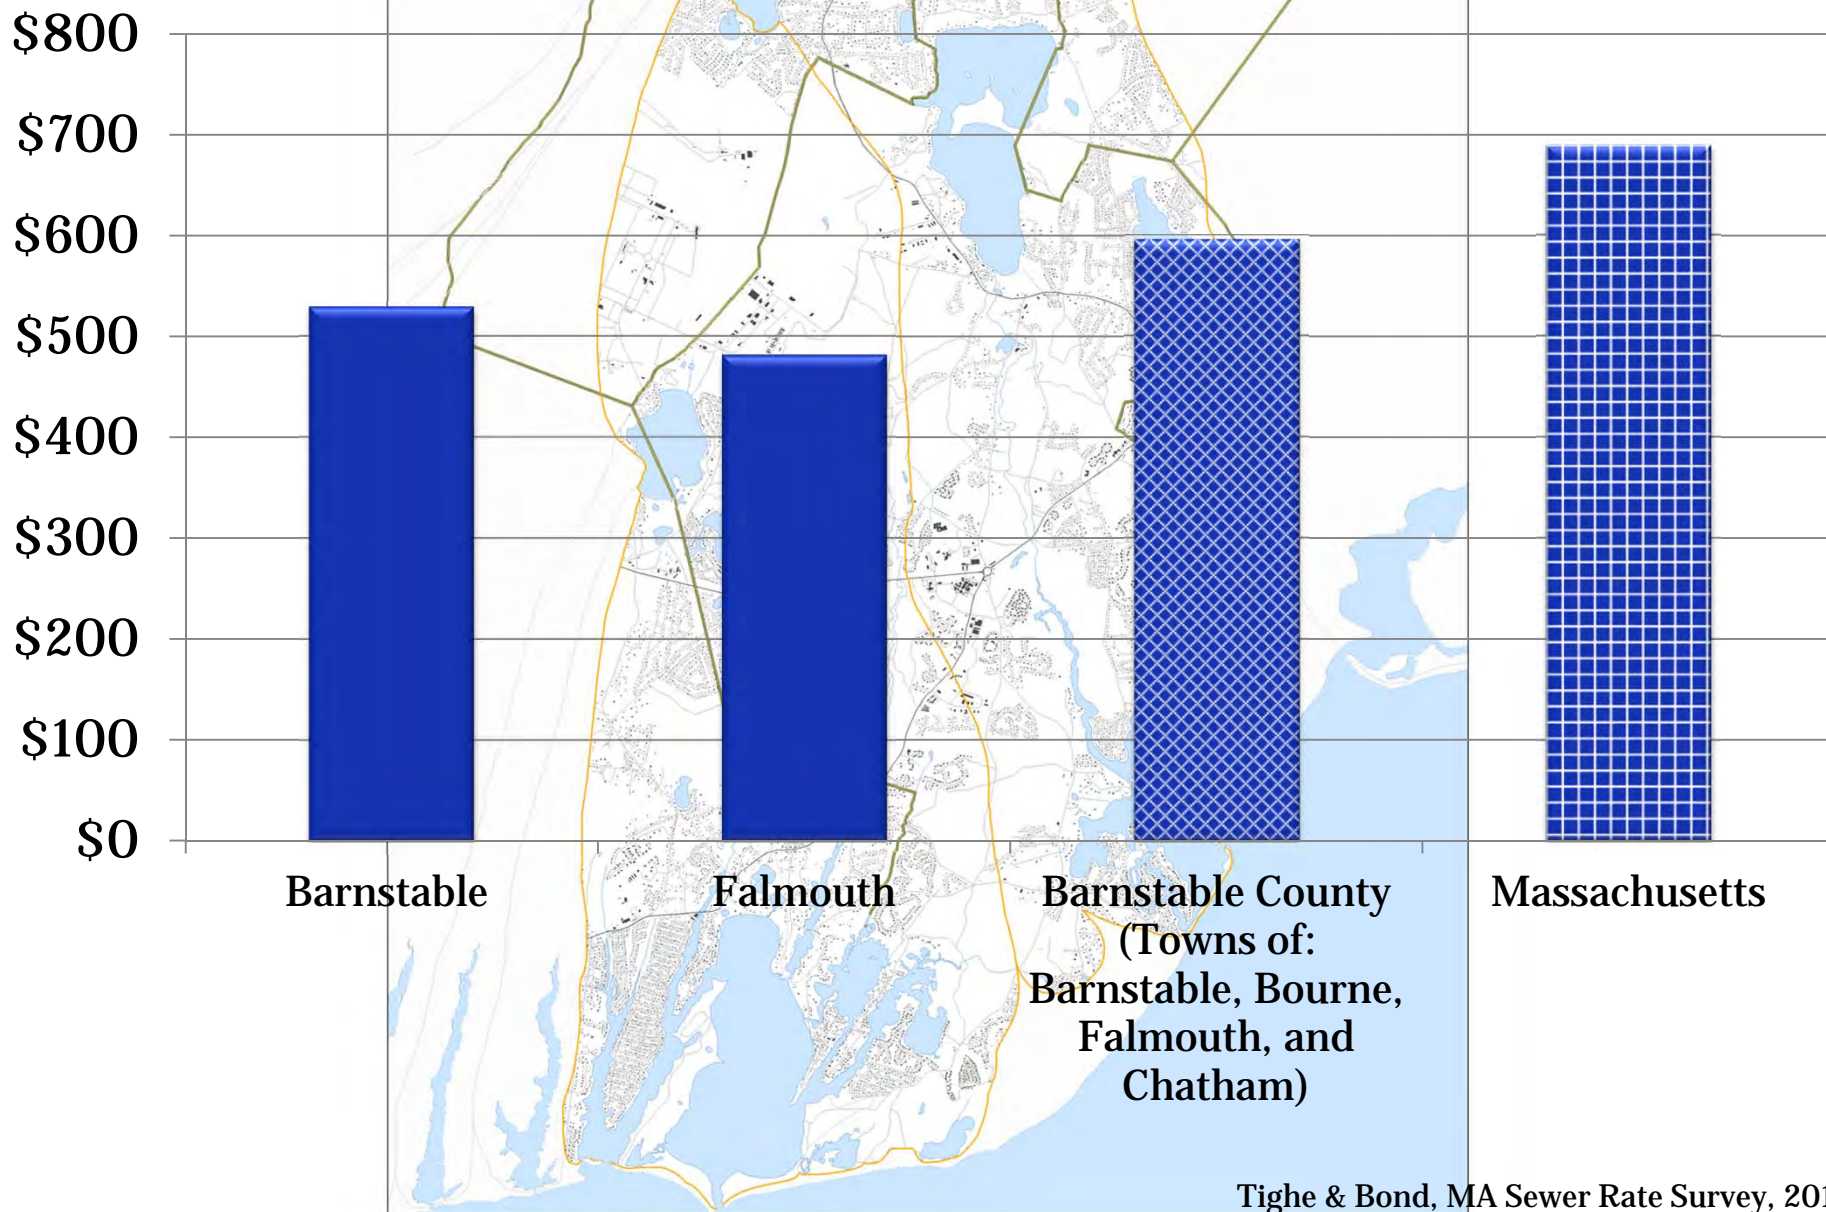 $800
$700
$600
$500
$400
$300
$200
$100
$0
Barnstable
Falmouth
Barnstable County
(Towns of:
Barnstable, Bourne,
Falmouth, and
Chatham)
Massachusetts
Tighe & Bond, MA Sewer Rate Survey, 201